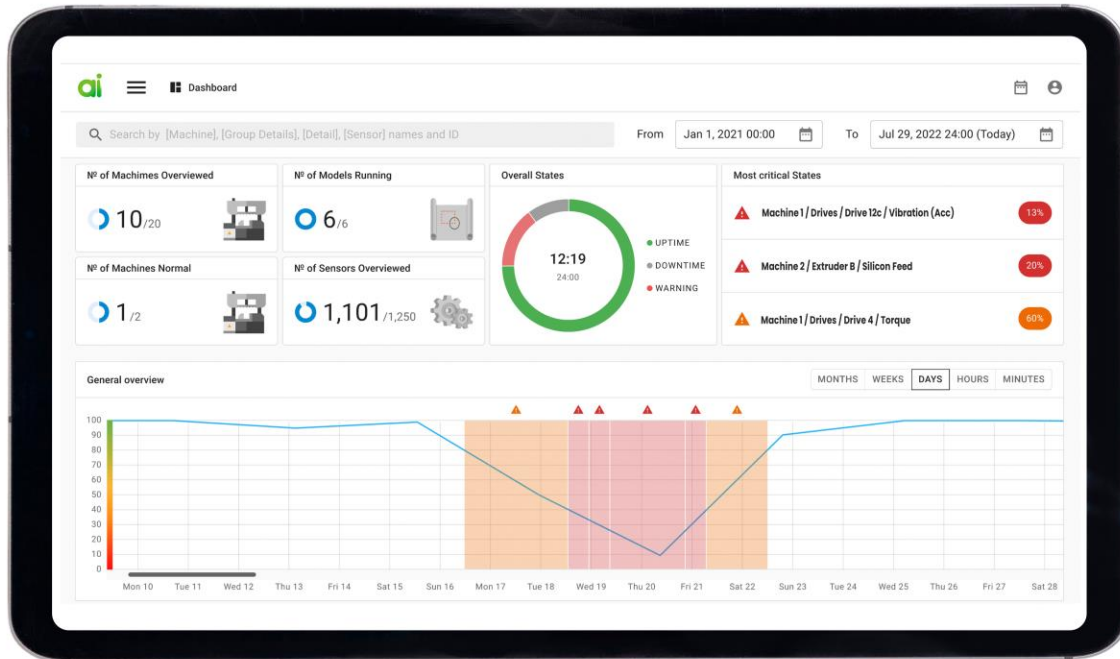 ai
Dashboard
Search by [Machine], [Group Details], [Detail], [Sensor] names and ID
From
Jan 1, 2021 00:00
To
Jul 29, 2022 24:00 (Today)
Nº of Machimes Overviewed
10/20
Nº of Models Running
6/6
Nº of Machines Normal
1/2
Nº of Sensors Overviewed
1,101/1,250
Overall States
12:19
24:00
UPTIME
DOWNTIME
WARNING
Most critical States
Machine 1 / Drives / Drive 12c / Vibration (Acc)
13%
Machine 2 / Extruder B / Silicon Feed
20%
Machine 1 / Drives / Drive 4 / Torque
60%
General overview
MONTHS WEEKS DAYS HOURS MINUTES
100
90
80
70
60
50
40
30
20
10
0
Mon 10 Tue 11 Wed 12 Thu 13 Fri 14 Sat 15 Sun 16 Mon 17 Tue 18 Wed 19 Thu 20 Fri 21 Sat 22 Sun 23 Tue 24 Wed 25 Thu 26 Fri 27 Sat 28